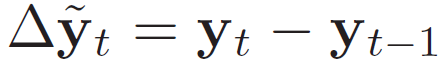 Δỹ_t = y_t − y_{t−1}